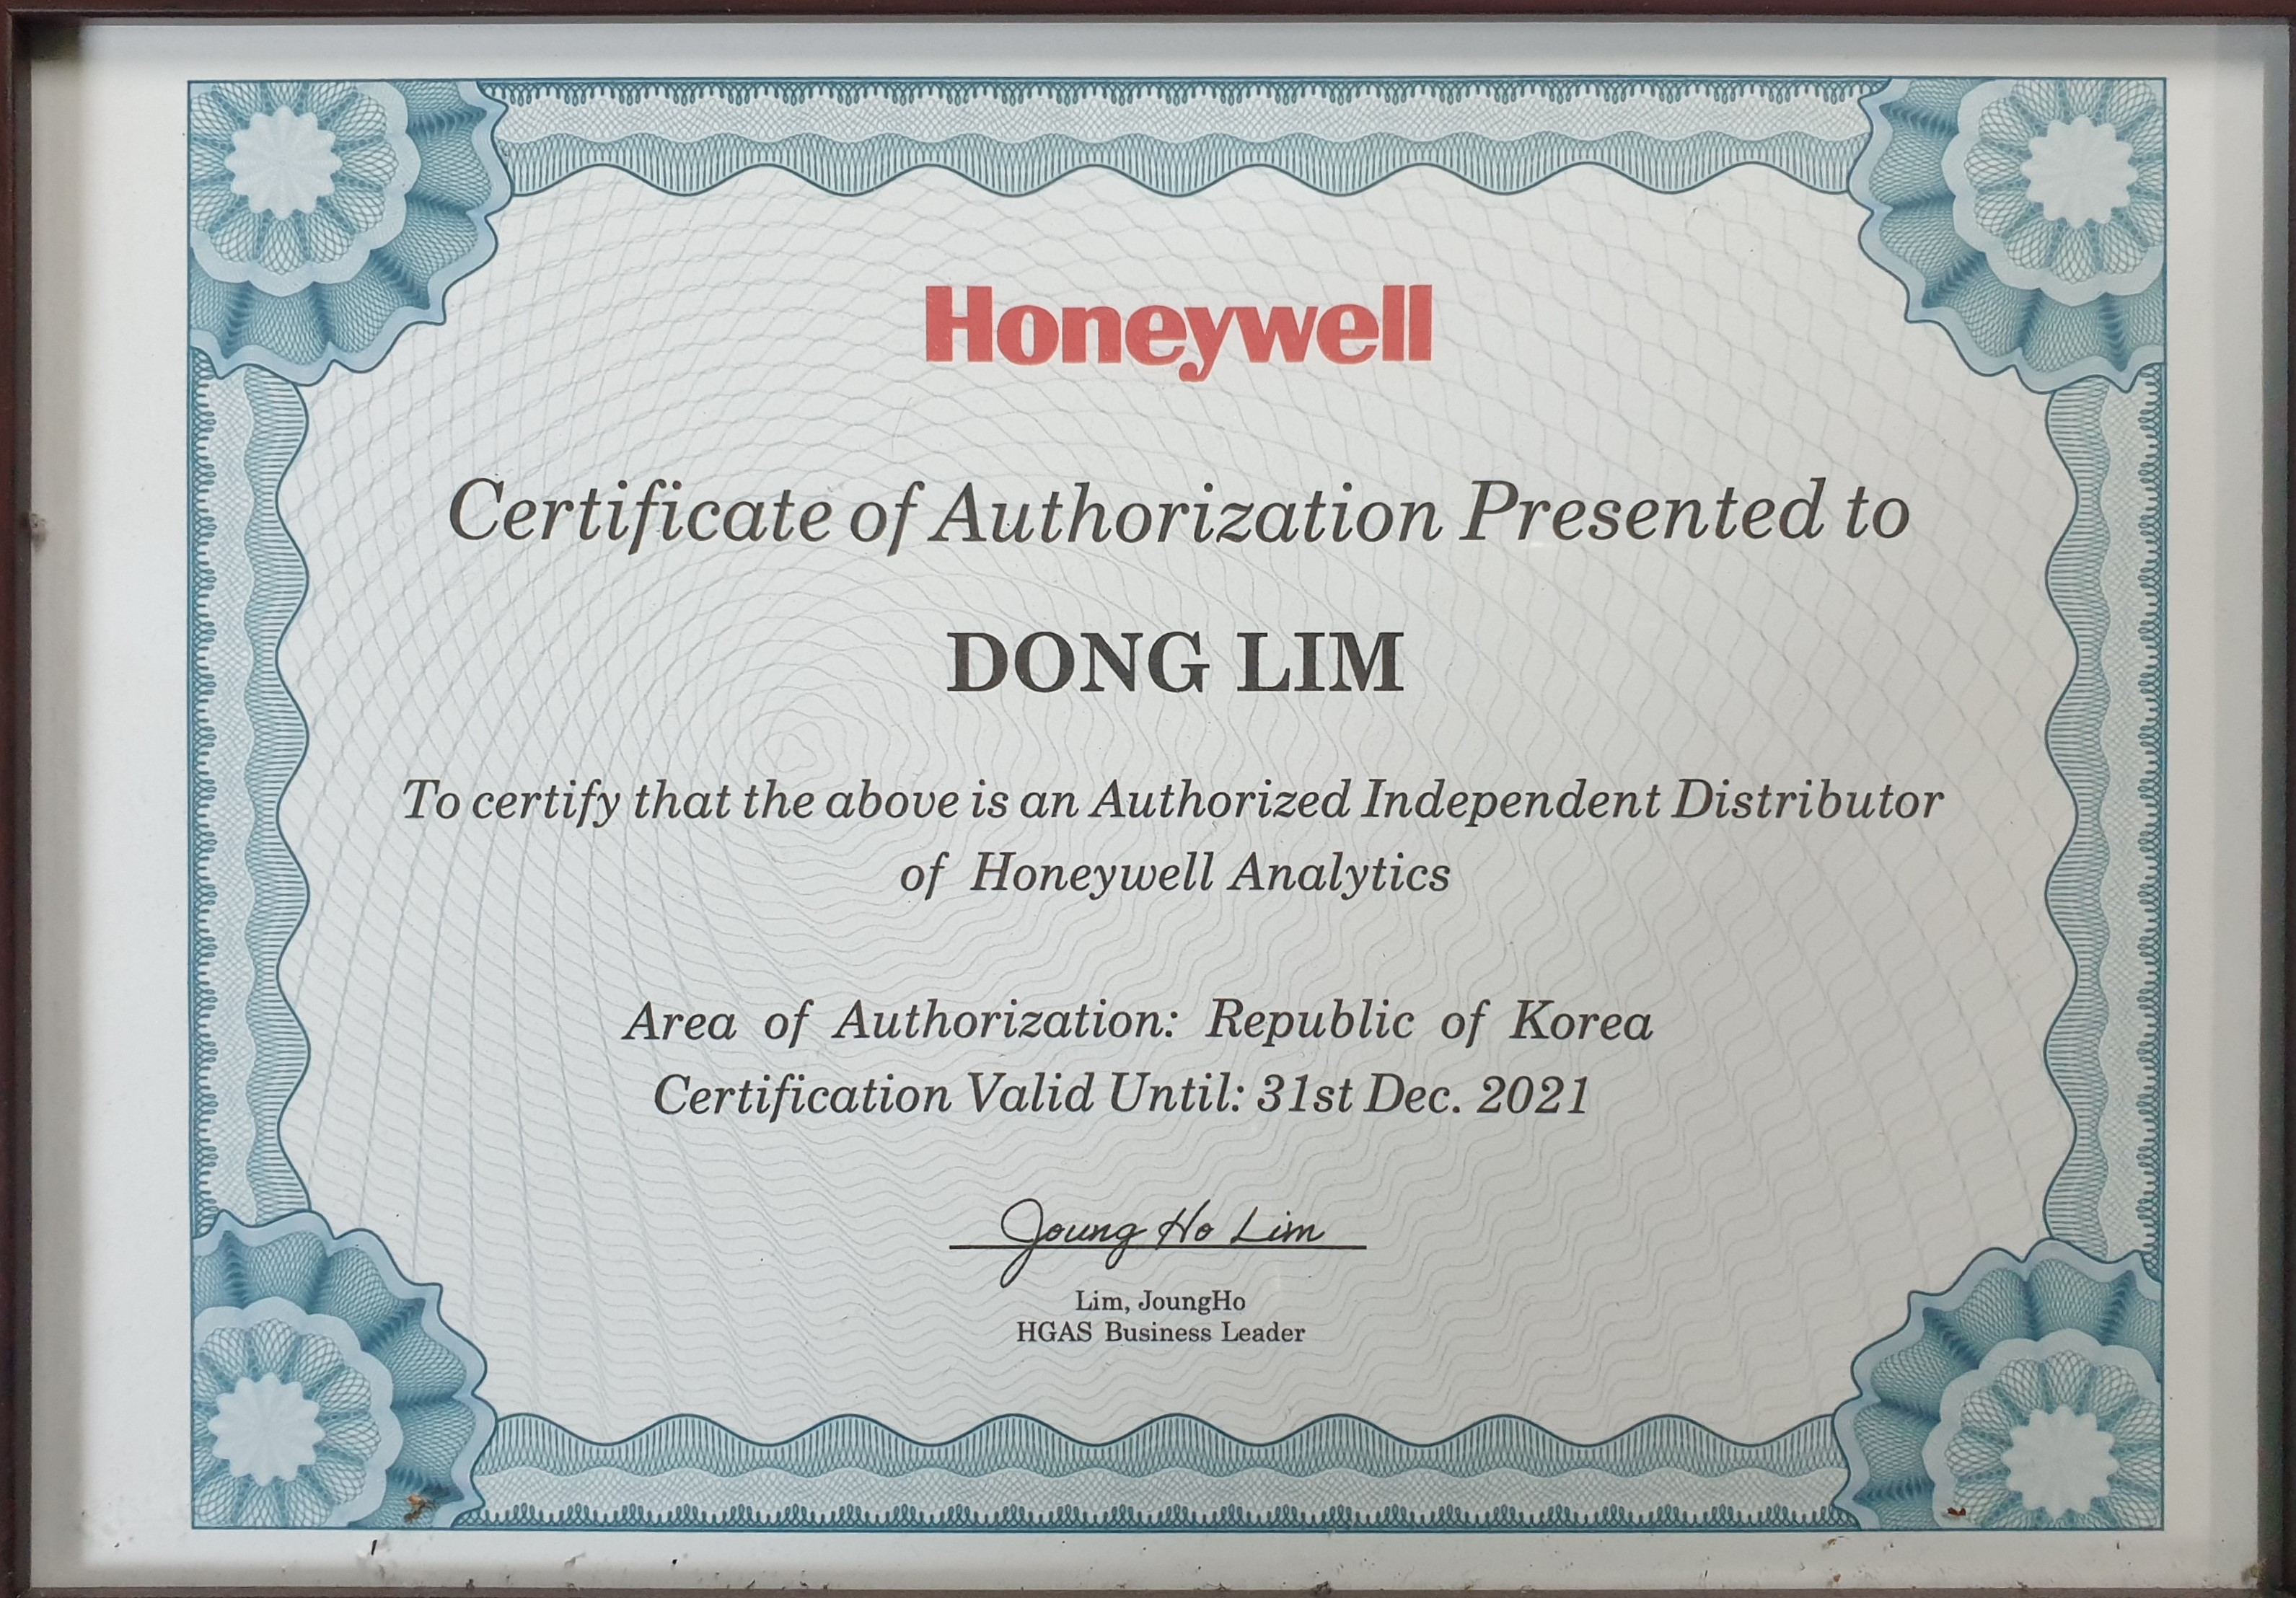 Honeywell
Certificate of Authorization Presented to
DONG LIM
To certify that the above is an Authorized Independent Distributor
of Honeywell Analytics
Area of Authorization: Republic of Korea
Certification Valid Until: 31st Dec. 2021
Joung Ho Lim
Lim, JoungHo
HGAS Business Leader